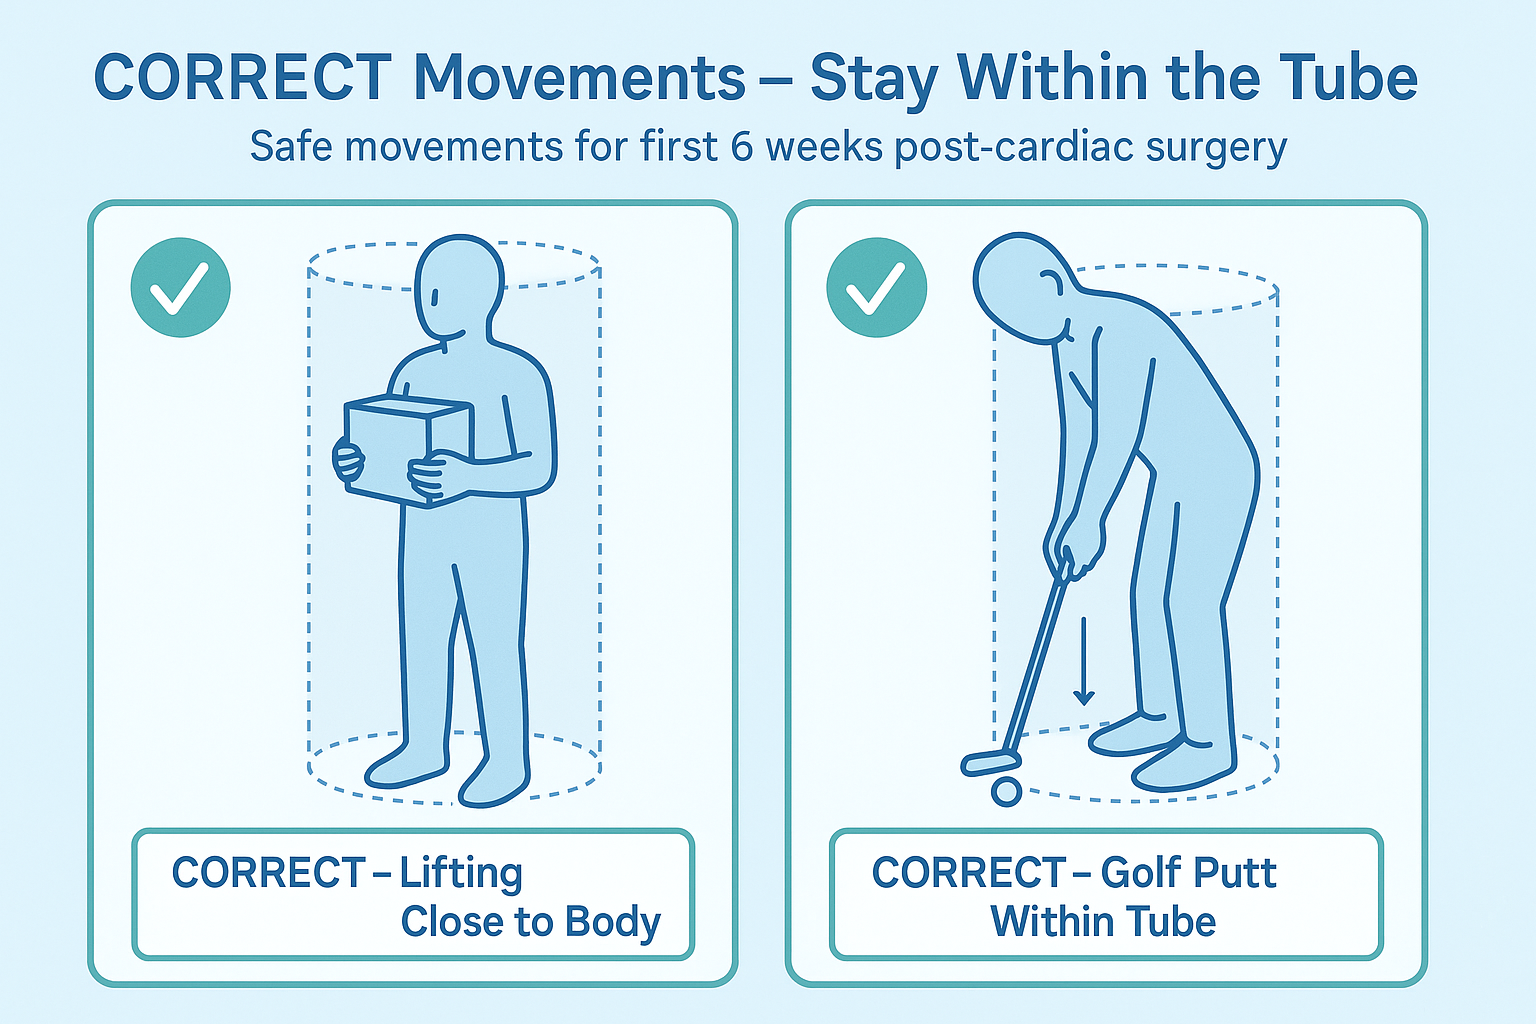 CORRECT Movements – Stay Within the Tube
Safe movements for first 6 weeks post-cardiac surgery
CORRECT – Lifting
Close to Body
CORRECT – Golf Putt
Within Tube